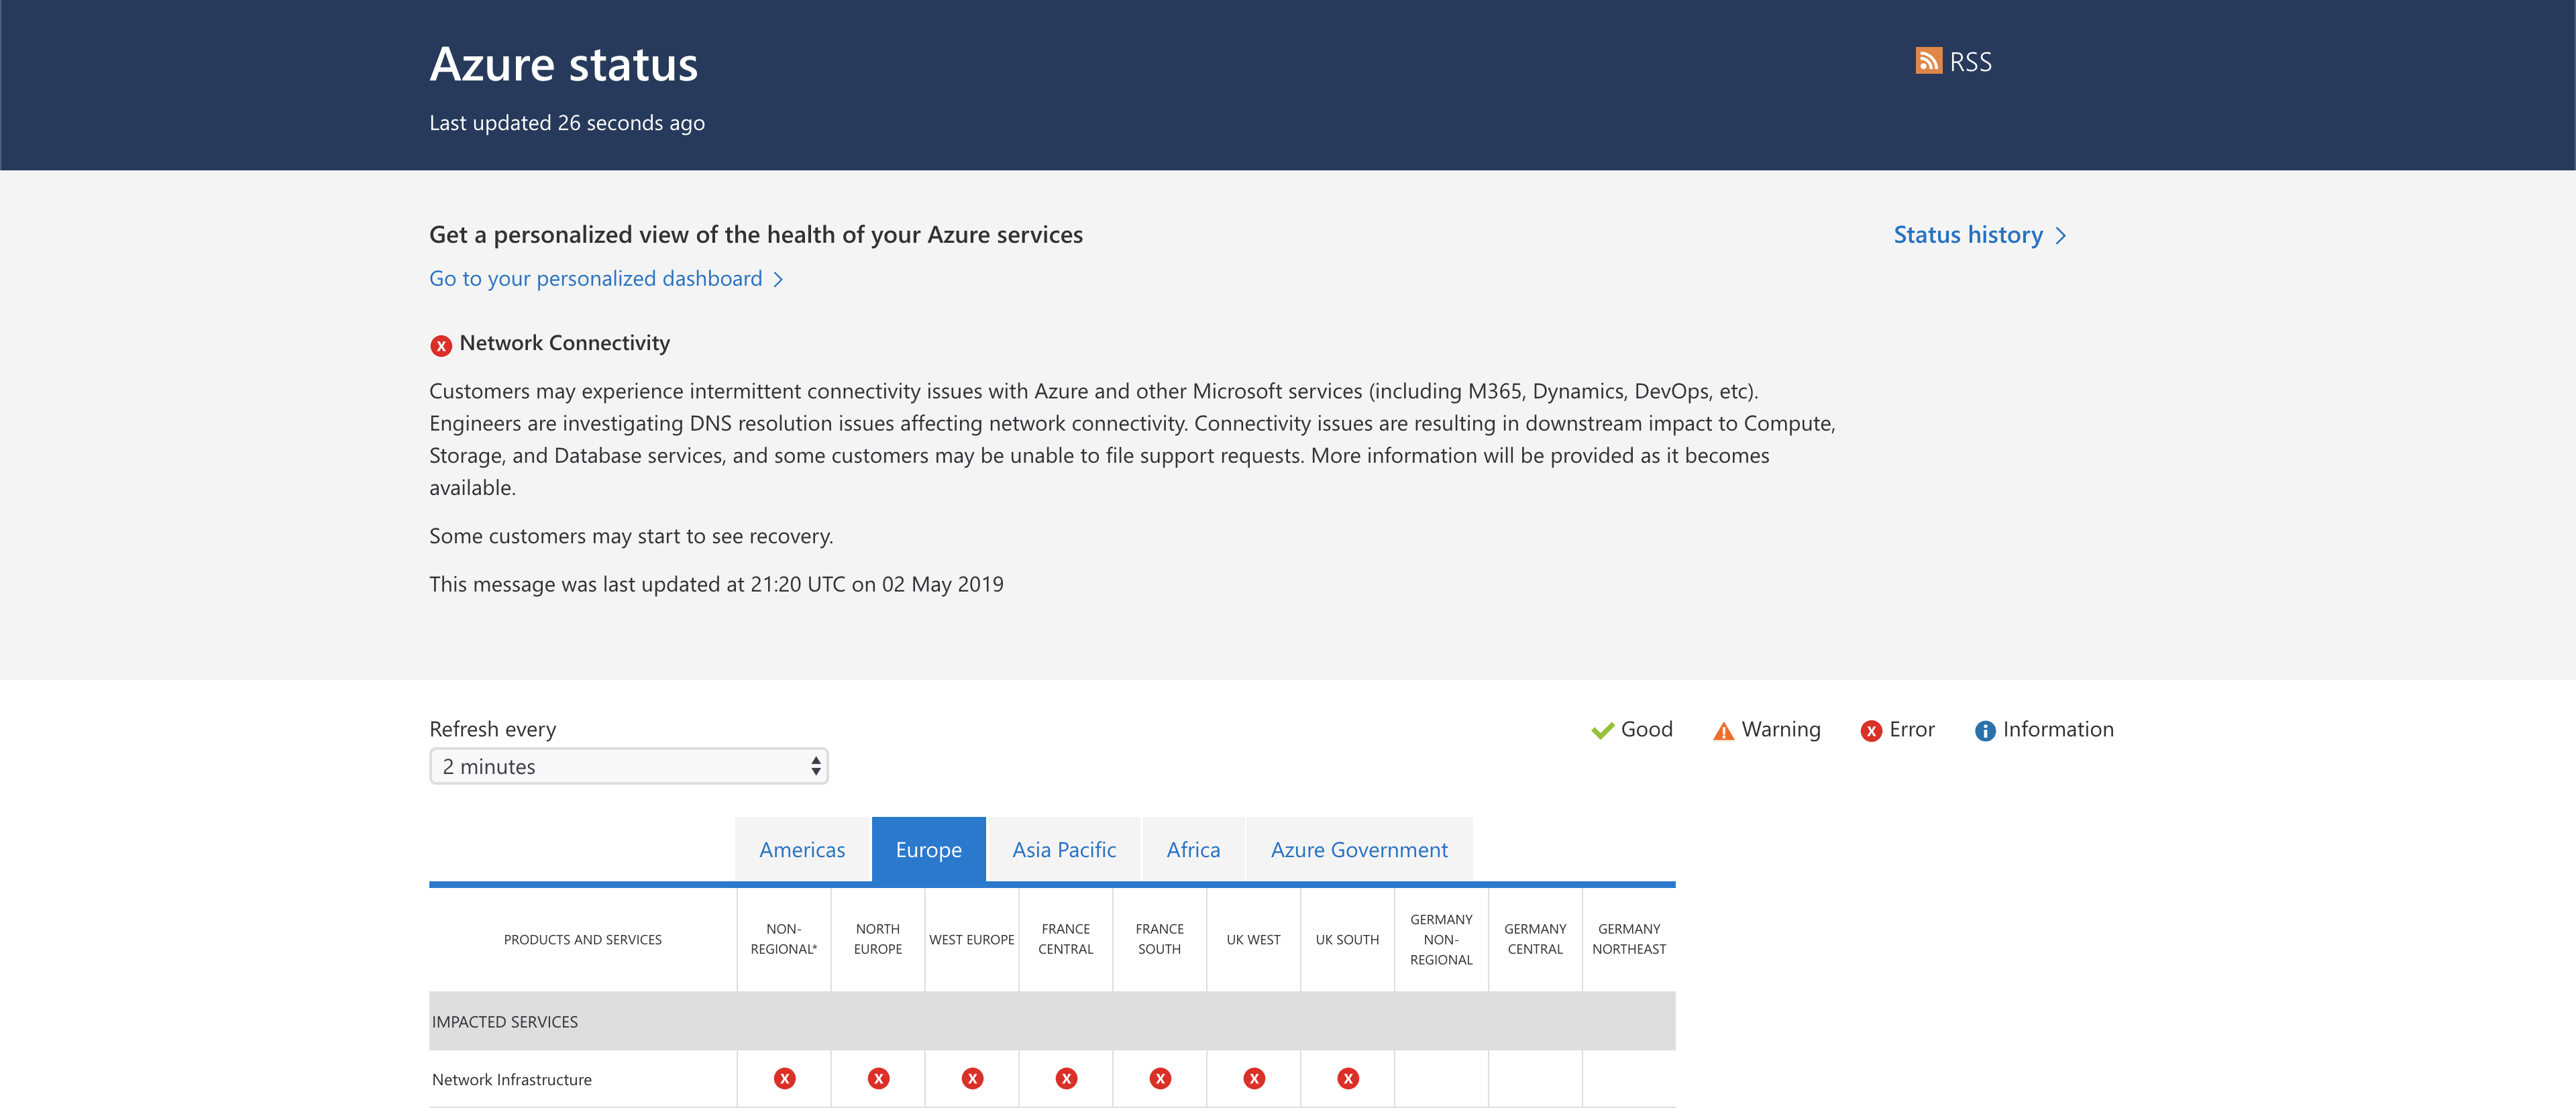 Azure status
RSS
Last updated 26 seconds ago
Get a personalized view of the health of your Azure services
Status history
Go to your personalized dashboard
Network Connectivity
Customers may experience intermittent connectivity issues with Azure and other Microsoft services (including M365, Dynamics, DevOps, etc).
Engineers are investigating DNS resolution issues affecting network connectivity. Connectivity issues are resulting in downstream impact to Compute,
Storage, and Database services, and some customers may be unable to file support requests. More information will be provided as it becomes
available.
Some customers may start to see recovery.
This message was last updated at 21:20 UTC on 02 May 2019
Refresh every
2 minutes
Good
Warning
Error
Information
Americas
Europe
Asia Pacific
Africa
Azure Government
PRODUCTS AND SERVICES
NON-
REGIONAL*
NORTH
EUROPE
WEST EUROPE
FRANCE
CENTRAL
FRANCE
SOUTH
UK WEST
UK SOUTH
GERMANY
NON-
REGIONAL
GERMANY
CENTRAL
GERMANY
NORTHEAST
IMPACTED SERVICES
Network Infrastructure